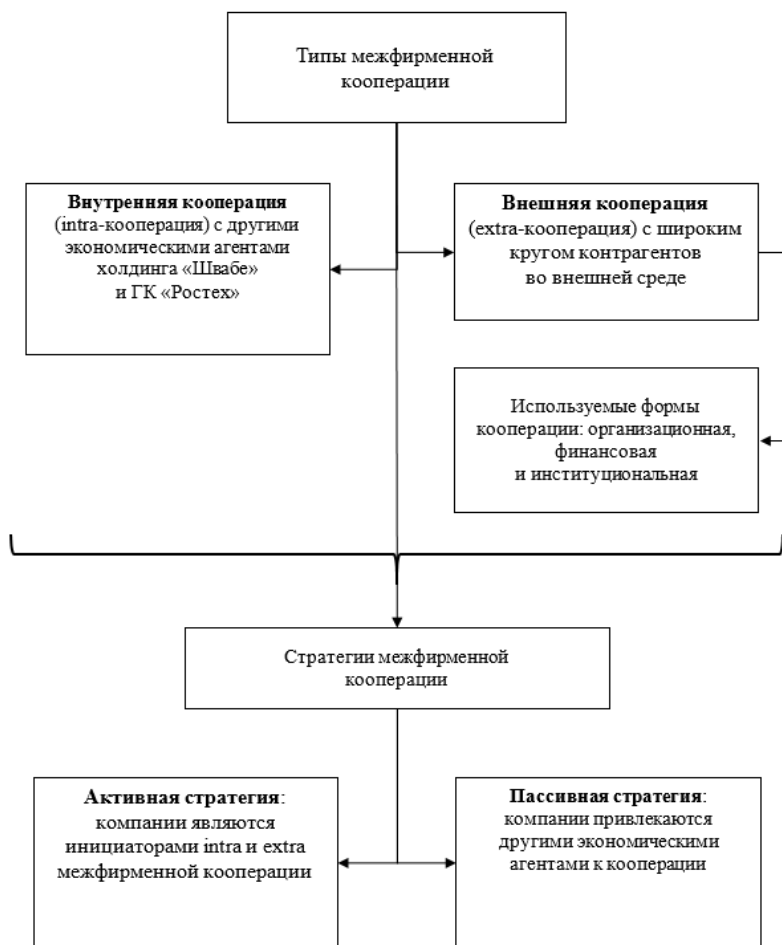 Типы межфирменной
кооперации
Внутренняя кооперация
(intra-кооперация) с другими
экономическими агентами
холдинга «Швабе»
и ГК «Ростех»
Внешняя кооперация
(extra-кооперация) с широким
кругом контрагентов
во внешней среде
Используемые формы
кооперации: организационная,
финансовая
и институциональная
Стратегии межфирменной
кооперации
Активная стратегия:
компании являются
инициаторами intra и extra
межфирменной кооперации
Пассивная стратегия:
компании привлекаются
другими экономическими
агентами к кооперации